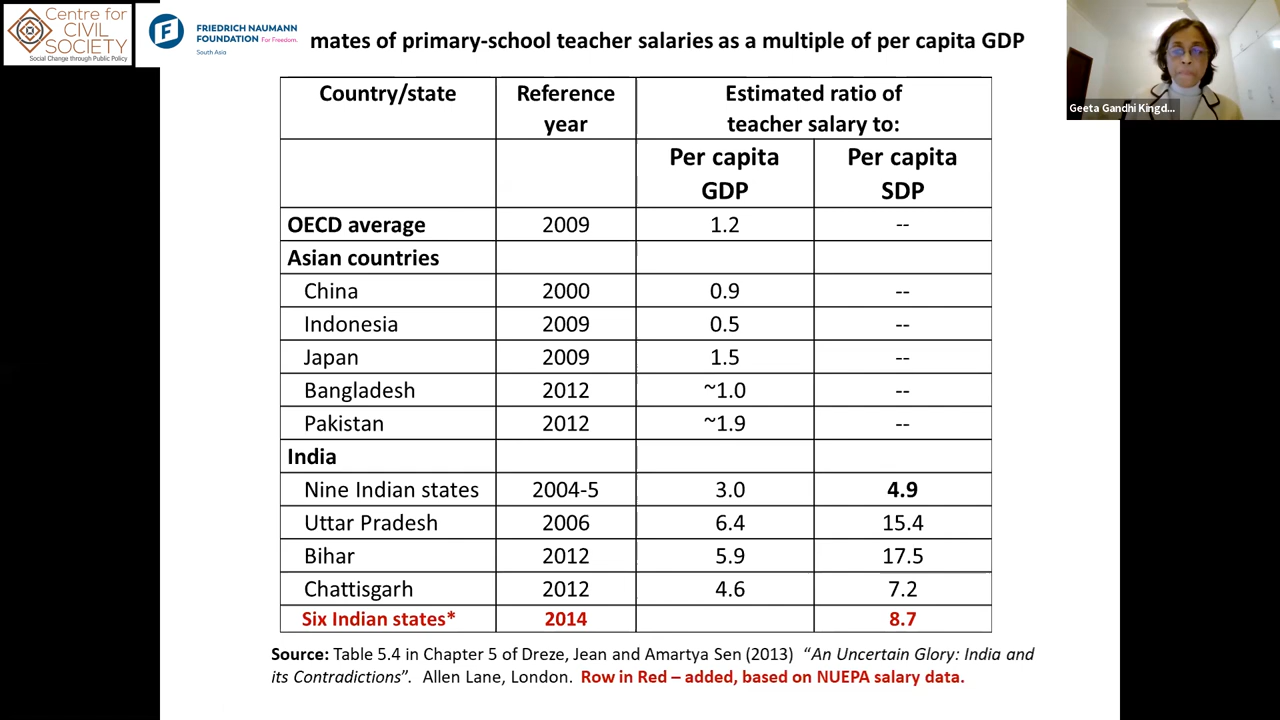 Centre for
CIVIL
SOCIETY
Social Change through Public Policy
F
FRIEDRICH NAUMANN
FOUNDATION For Freedom.
South Asia
mates of primary-school teacher salaries as a multiple of per capita GDP
Geeta Gandhi Kingd...
Country/state Reference year Estimated ratio of teacher salary to:
Per capita GDP Per capita SDP
OECD average 2009 1.2 --
Asian countries
China 2000 0.9 --
Indonesia 2009 0.5 --
Japan 2009 1.5 --
Bangladesh 2012 ~1.0 --
Pakistan 2012 ~1.9 --
India
Nine Indian states 2004-5 3.0 4.9
Uttar Pradesh 2006 6.4 15.4
Bihar 2012 5.9 17.5
Chattisgarh 2012 4.6 7.2
Six Indian states* 2014 8.7
Source: Table 5.4 in Chapter 5 of Dreze, Jean and Amartya Sen (2013) “An Uncertain Glory: India and
its Contradictions”. Allen Lane, London. Row in Red – added, based on NUEPA salary data.